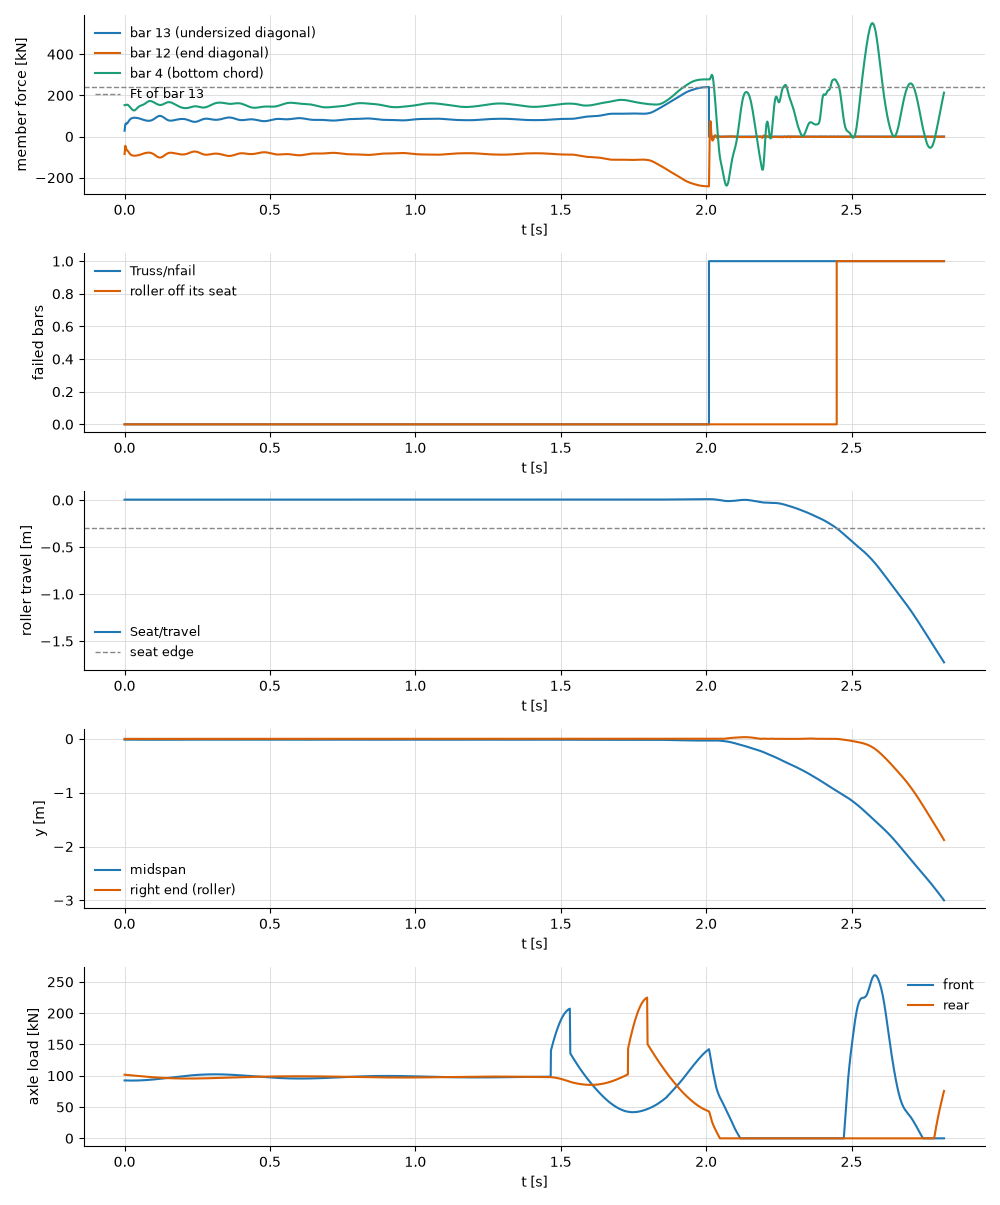 member force [kN]
400
200
0
−200
bar 13 (undersized diagonal)
bar 12 (end diagonal)
bar 4 (bottom chord)
Ft of bar 13
0.0 0.5 1.0 1.5 2.0 2.5
t [s]
failed bars
1.0
0.8
0.6
0.4
0.2
0.0
Truss/nfail
roller off its seat
0.0 0.5 1.0 1.5 2.0 2.5
t [s]
roller travel [m]
0.0
−0.5
−1.0
−1.5
Seat/travel
seat edge
0.0 0.5 1.0 1.5 2.0 2.5
t [s]
y [m]
0
−1
−2
−3
midspan
right end (roller)
0.0 0.5 1.0 1.5 2.0 2.5
t [s]
axle load [kN]
250
200
150
100
50
0
front
rear
0.0 0.5 1.0 1.5 2.0 2.5
t [s]